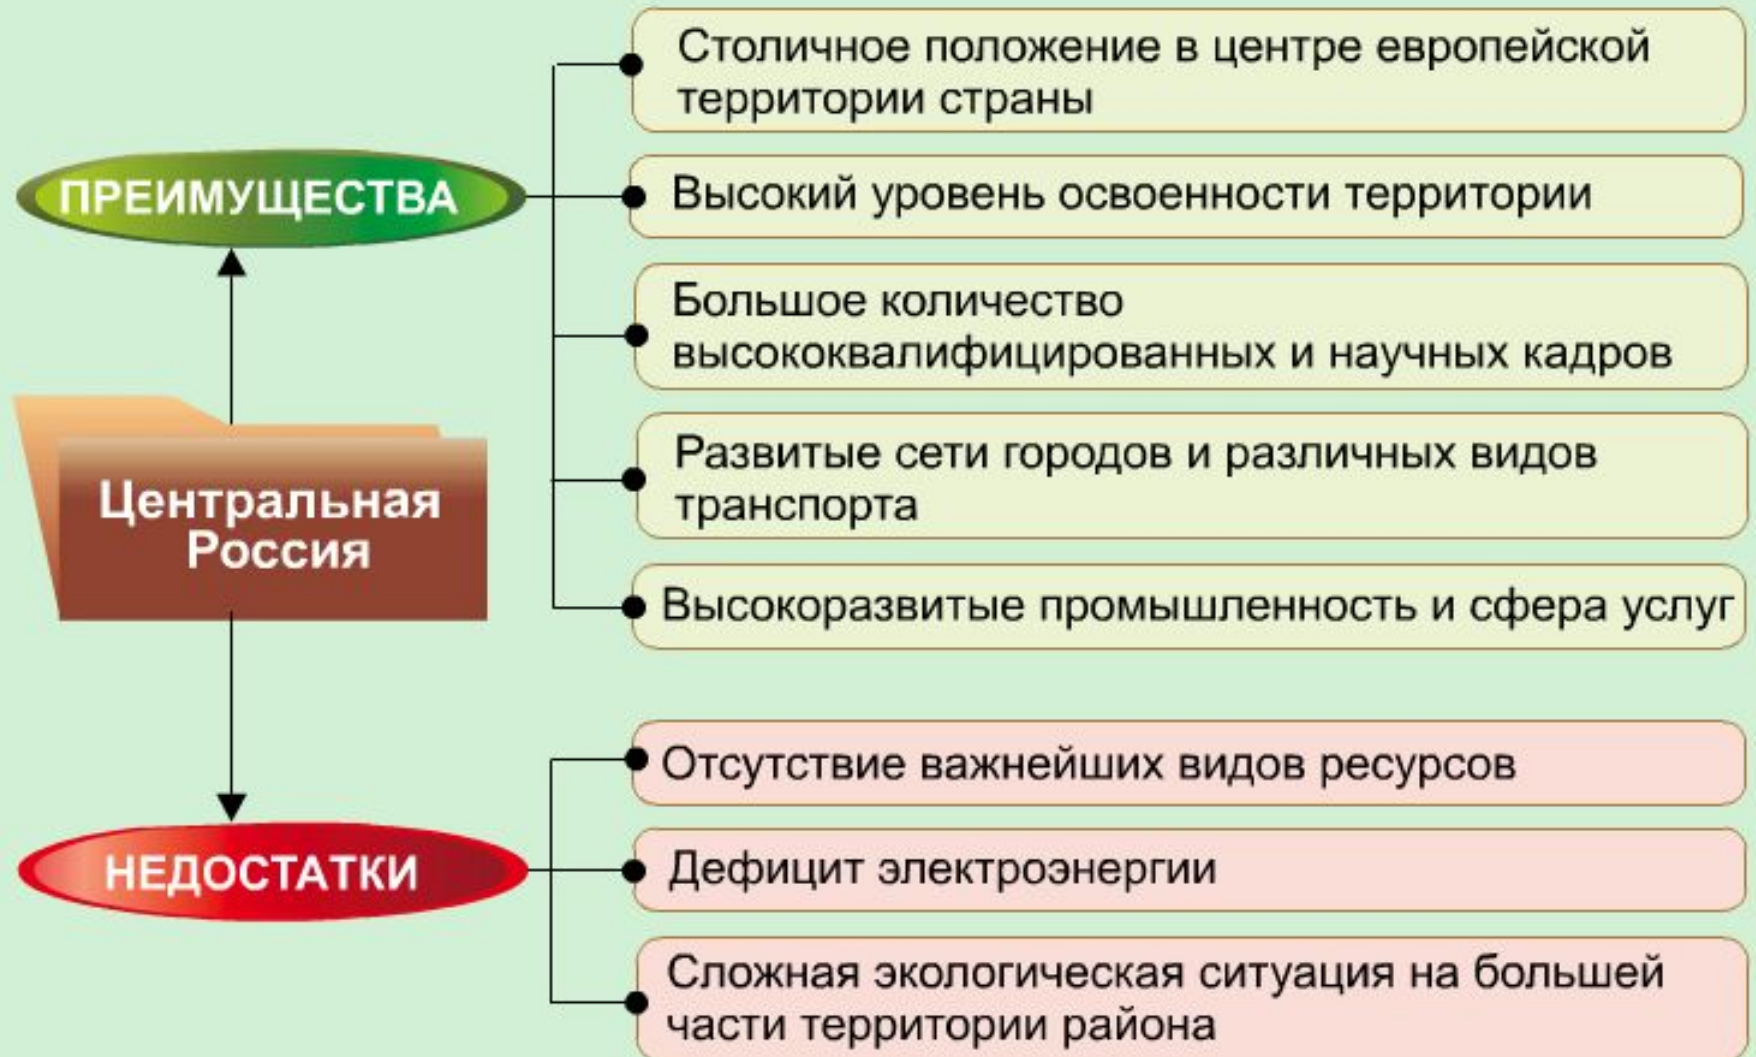 Столичное положение в центре европейской
территории страны
ПРЕИМУЩЕСТВА
Высокий уровень освоенности территории
Большое количество
высококвалифицированных и научных кадров
Развитые сети городов и различных видов
транспорта
Центральная
Россия
Высокоразвитые промышленность и сфера услуг
Отсутствие важнейших видов ресурсов
НЕДОСТАТКИ
Дефицит электроэнергии
Сложная экологическая ситуация на большей
части территории района